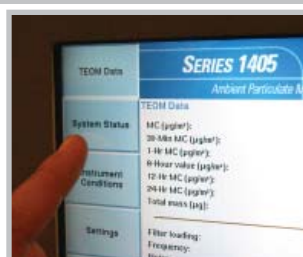 TEOM Data
SERIES 1405
Ambient Particulate M
TEOM Data
System Status
MC (µg/m³):
30-Min MC (µg/m³):
1-Hr MC (µg/m³):
8-Hour value (µg/m³):
12-Hr MC (µg/m³):
24-Hr MC (µg/m³):
Total mass (µg):
Instrument
Conditions
Settings
Filter loading:
Frequency: